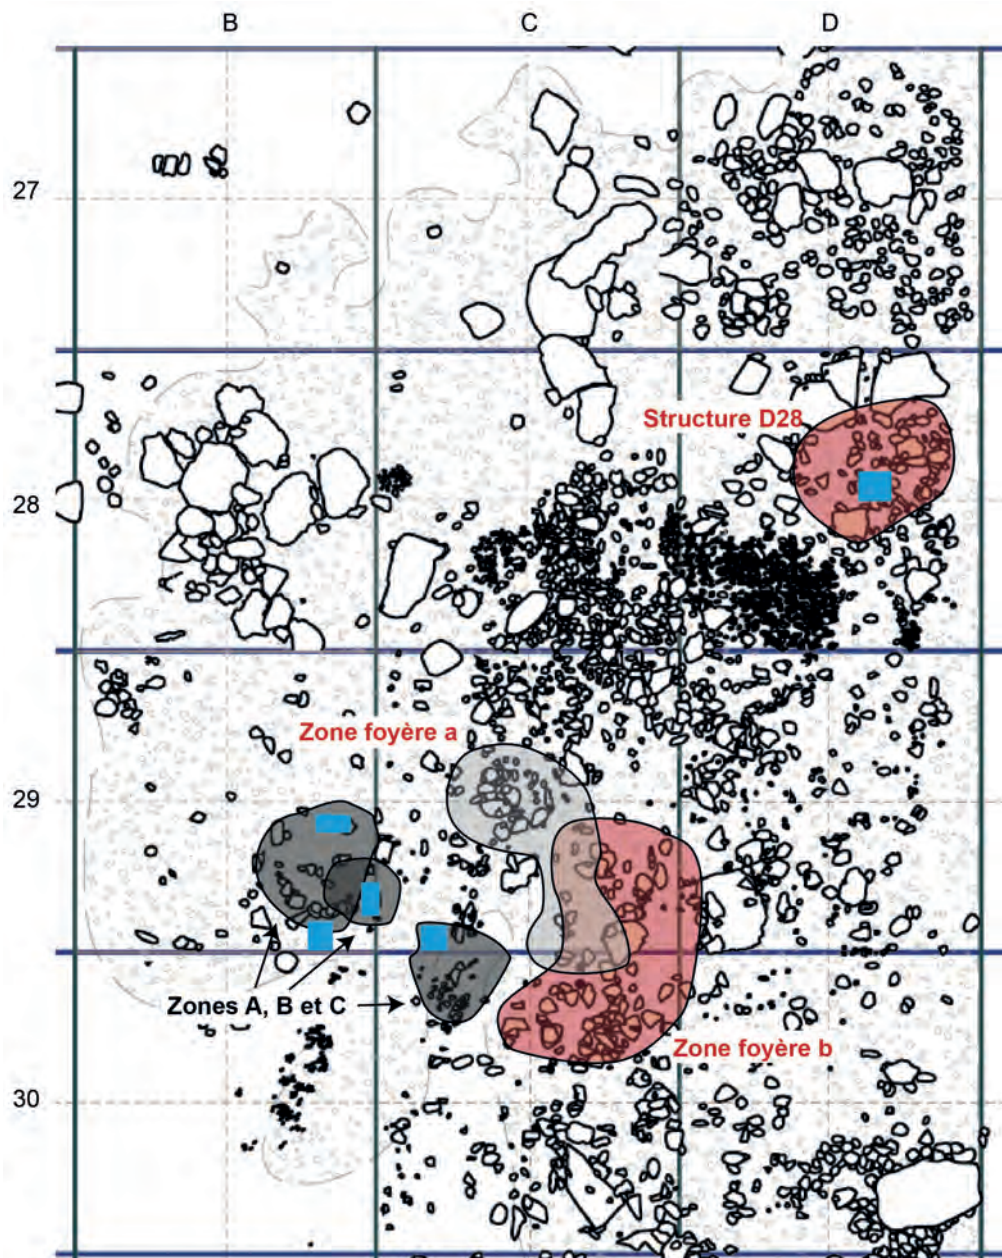 B C D
27
Structure D28
28
Zone foyère a
29
Zones A, B et C
Zone foyère b
30